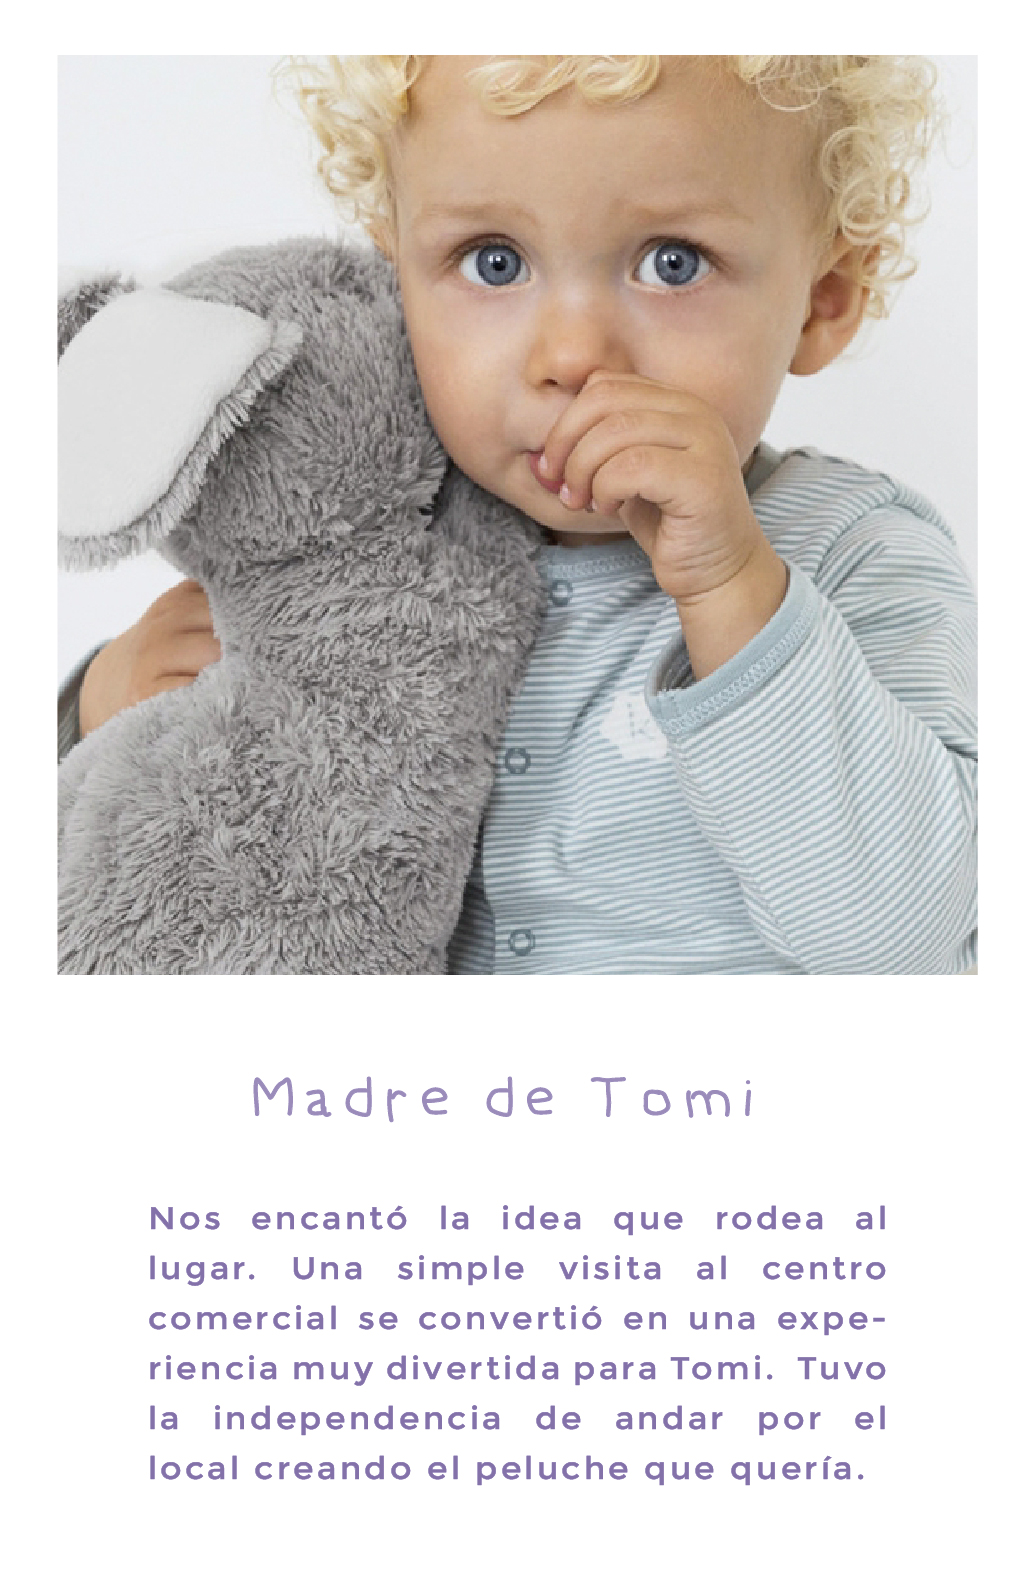 Madre de Tomi
Nos encantó la idea que rodea al
lugar. Una simple visita al centro
comercial se convirtió en una expe-
riencia muy divertida para Tomi. Tuvo
la independencia de andar por el
local creando el peluche que quería.